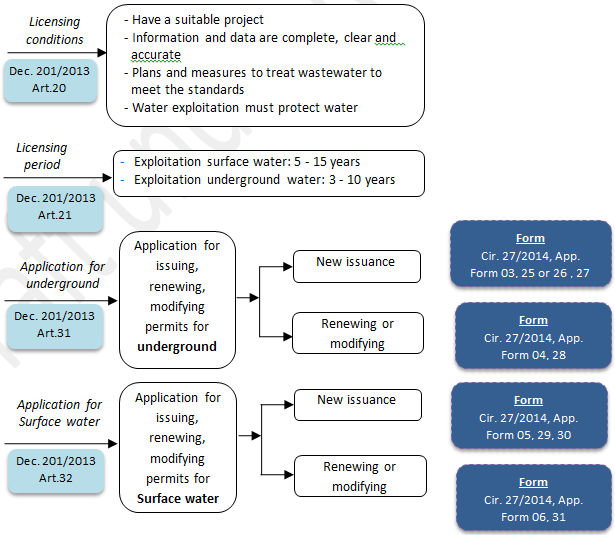 Licensing
conditions
Dec. 201/2013
Art.20
- Have a suitable project
- Information and data are complete, clear and
accurate
- Plans and measures to treat wastewater to
meet the standards
- Water exploitation must protect water
Licensing
period
Dec. 201/2013
Art.21
- Exploitation surface water: 5 - 15 years
- Exploitation underground water: 3 - 10 years
Application for
underground
Dec. 201/2013
Art.31
Application for
issuing,
renewing,
modifying
permits for
underground
New issuance
Renewing or
modifying
Form
Cir. 27/2014, App.
Form 03, 25 or 26 , 27
Form
Cir. 27/2014, App.
Form 04, 28
Application for
Surface water
Dec. 201/2013
Art.32
Application for
issuing,
renewing,
modifying
permits for
Surface water
New issuance
Renewing or
modifying
Form
Cir. 27/2014, App.
Form 05, 29, 30
Form
Cir. 27/2014, App.
Form 06, 31